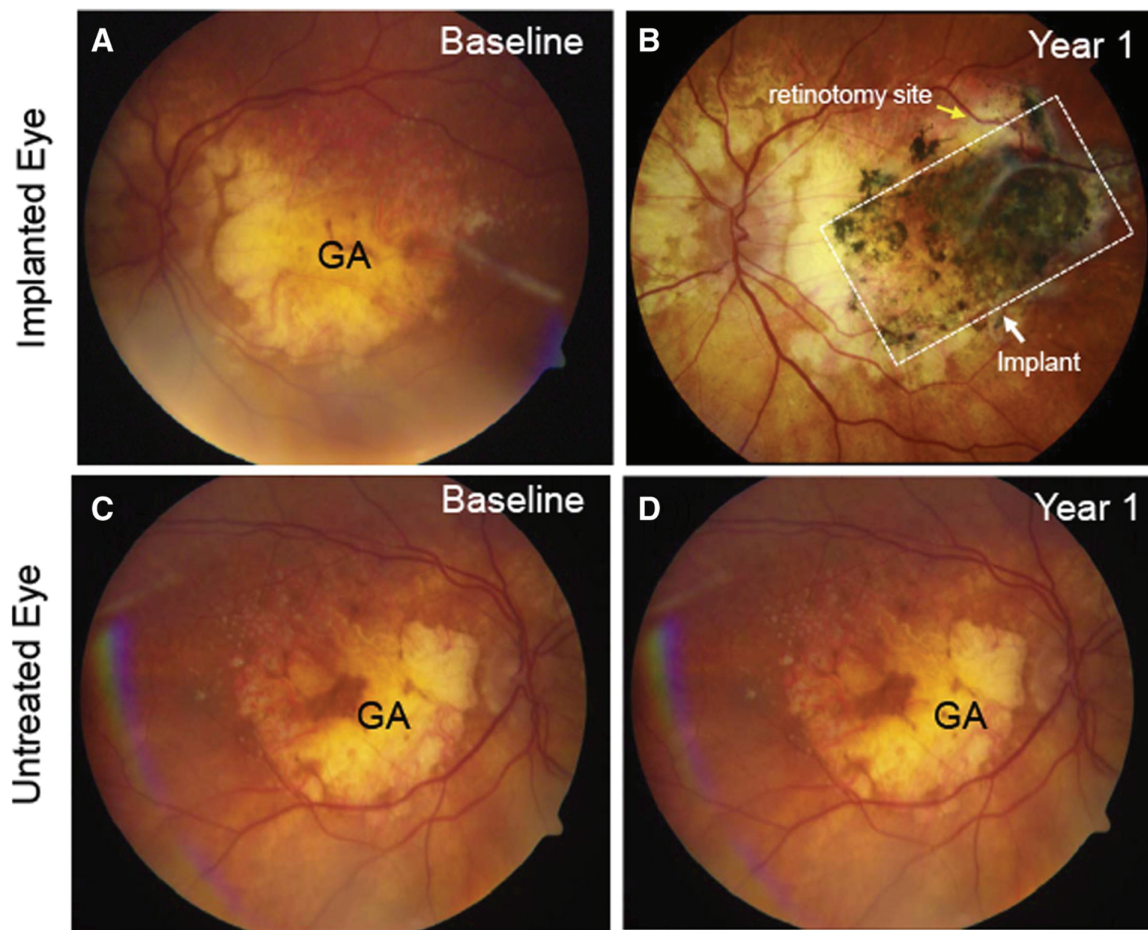 Implanted Eye
A
Baseline
GA
B
Year 1
retinotomy site
Implant
Untreated Eye
C
Baseline
GA
D
Year 1
GA